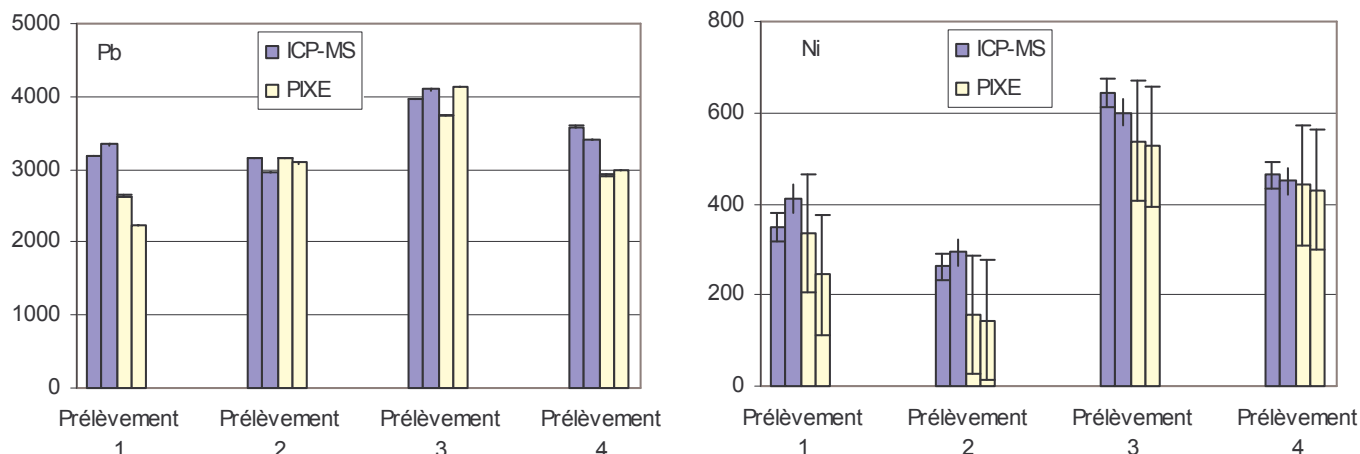 Pb
ICP-MS
PIXE
5000
4000
3000
2000
1000
0
Prélèvement 1
Prélèvement 2
Prélèvement 3
Prélèvement 4
Ni
ICP-MS
PIXE
800
600
400
200
0
Prélèvement 1
Prélèvement 2
Prélèvement 3
Prélèvement 4